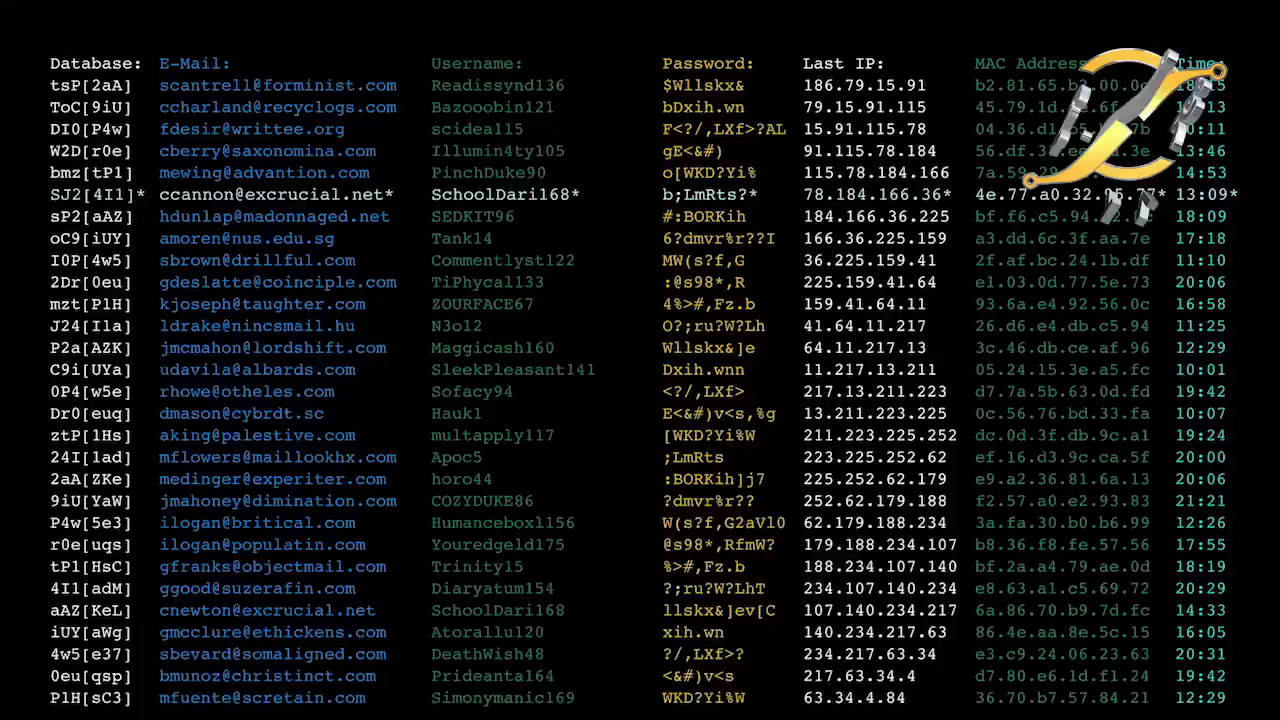 Database: E-Mail: Username: Password: Last IP: MAC Address: Time:
tsP[2aA] scantrell@forminist.com Readissynd136 $Wllskx& 186.79.15.91
ToC[9iU] ccharland@recyclogs.com Bazooobin121 bDxih.wn 79.15.91.115
DI0[P4w] fdesir@writtee.org scidea115 F<?/,LXf>?AL 15.91.115.78
W2D[r0e] cberry@saxonomina.com Illumin4ty105 gE<&#) 91.115.78.184 13:46
bmz[tP1] mewing@advantion.com PinchDuke90 o[WKD?Yi% 115.78.184.166 14:53
SJ2[4I1]* ccannon@excrucial.net* SchoolDari168* b;LmRts?* 78.184.166.36* 13:09*
sP2[aAZ] hdunlap@madonnaged.net SEDKIT96 #:BORKih 184.166.36.225 18:09
oC9[iUY] amoren@nus.edu.sg Tank14 6?dmvr%r??I 166.36.225.159 a3.dd.6c.3f.aa.7e 17:18
I0P[4w5] sbrown@drillful.com Commentlyst122 MW(s?f,G 36.225.159.41 2f.af.bc.24.1b.df 11:10
2Dr[0eu] gdeslatte@coinciple.com TiPhycal33 :@s98*,R 225.159.41.64 e1.03.0d.77.5e.73 20:06
mzt[P1H] kjoseph@taughter.com ZOURFACE67 4%>#,Fz.b 159.41.64.11 93.6a.e4.92.56.0c 16:58
J24[I1a] ldrake@nincsmail.hu N3o12 O?;ru?W?Lh 41.64.11.217 26.d6.e4.db.c5.94 11:25
P2a[AZK] jmcmahon@lordshift.com Maggicash160 Wllskx&]e 64.11.217.13 3c.46.db.ce.af.96 12:29
C9i[UYa] udavila@albards.com SleekPleasant141 Dxih.wnn 11.217.13.211 05.24.15.3e.a5.fc 10:01
0P4[w5e] rhowe@otheles.com Sofacy94 <?/,LXf> 217.13.211.223 d7.7a.5b.63.0d.fd 19:42
Dr0[euq] dmason@cybrdt.sc Hauk1 E<&#)v<s,%g 13.211.223.225 0c.56.76.bd.33.fa 10:07
ztP[1Hs] aking@palestive.com multapply117 [WKD?Yi%W 211.223.225.252 dc.0d.3f.db.9c.a1 19:24
24I[1ad] mflowers@maillookhx.com Apoc5 ;LmRts 223.225.252.62 ef.16.d3.9c.ca.5f 20:00
2aA[ZKe] medinger@experiter.com horo44 :BORKih]j7 225.252.62.179 e9.a2.36.81.6a.13 20:06
9iU[YaW] jmahoney@dimination.com COZYDUKE86 ?dmvr%r?? 252.62.179.188 f2.57.a0.e2.93.83 21:21
P4w[5e3] ilogan@britical.com Humanceboxl156 W(s?f,G2aVl0 62.179.188.234 3a.fa.30.b0.b6.99 12:26
r0e[uqs] ilogan@populatin.com Youredgeld175 @s98*,RfmW? 179.188.234.107 b8.36.f8.fe.57.56 17:55
tP1[HsC] gfranks@objectmail.com Trinity15 %>#,Fz.b 188.234.107.140 bf.2a.a4.79.ae.0d 18:19
4I1[adM] ggood@suzerafin.com Diaryatum154 ?;ru?W?LhT 234.107.140.234 e8.63.a1.c5.69.72 20:29
aAZ[KeL] cnewton@excrucial.net SchoolDari168 llskx&]ev[C 107.140.234.217 6a.86.70.b9.7d.fc 14:33
iUY[aWg] gmcclure@ethickens.com Atorallu120 xih.wn 140.234.217.63 86.4e.aa.8e.5c.15 16:05
4w5[e37] sbevard@somaligned.com DeathWish48 ?/,LXf>? 234.217.63.34 e3.c9.24.06.23.63 20:31
0eu[qsp] bmunoz@christinct.com Prideanta164 <&#)v<s 217.63.34.4 d7.80.e6.1d.f1.24 19:42
P1H[sC3] mfuente@scretain.com Simonymanic169 WKD?Yi%W 63.34.4.84 36.70.b7.57.84.21 12:29